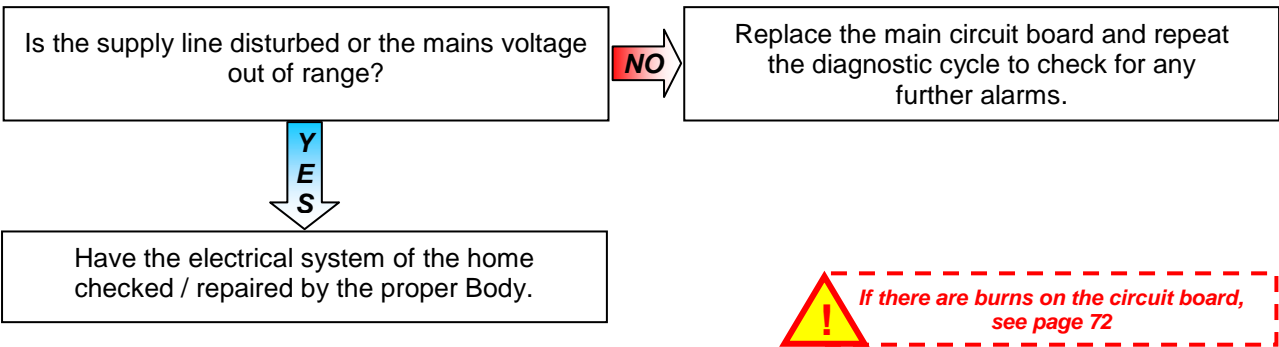 Is the supply line disturbed or the mains voltage
out of range?
NO
Replace the main circuit board and repeat
the diagnostic cycle to check for any
further alarms.
YES
Have the electrical system of the home
checked / repaired by the proper Body.
!
If there are burns on the circuit board,
see page 72